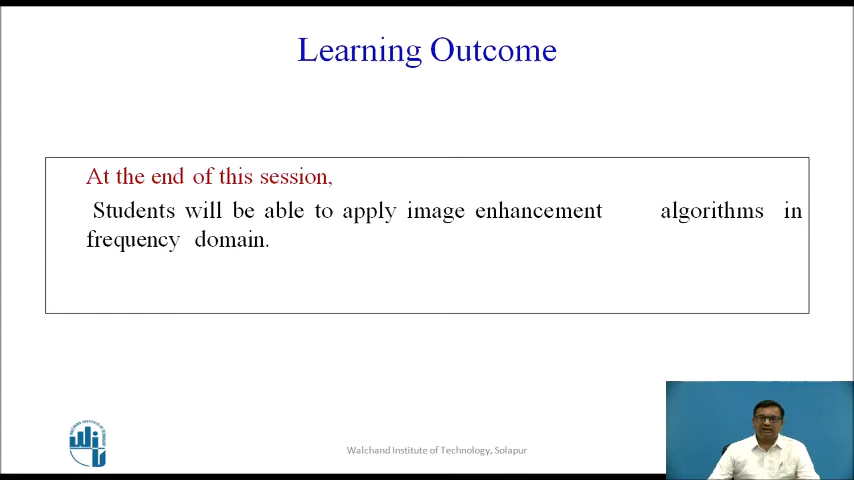 Learning Outcome
At the end of this session,
Students will be able to apply image enhancement algorithms in
frequency domain.
Walchand Institute of Technology, Solapur